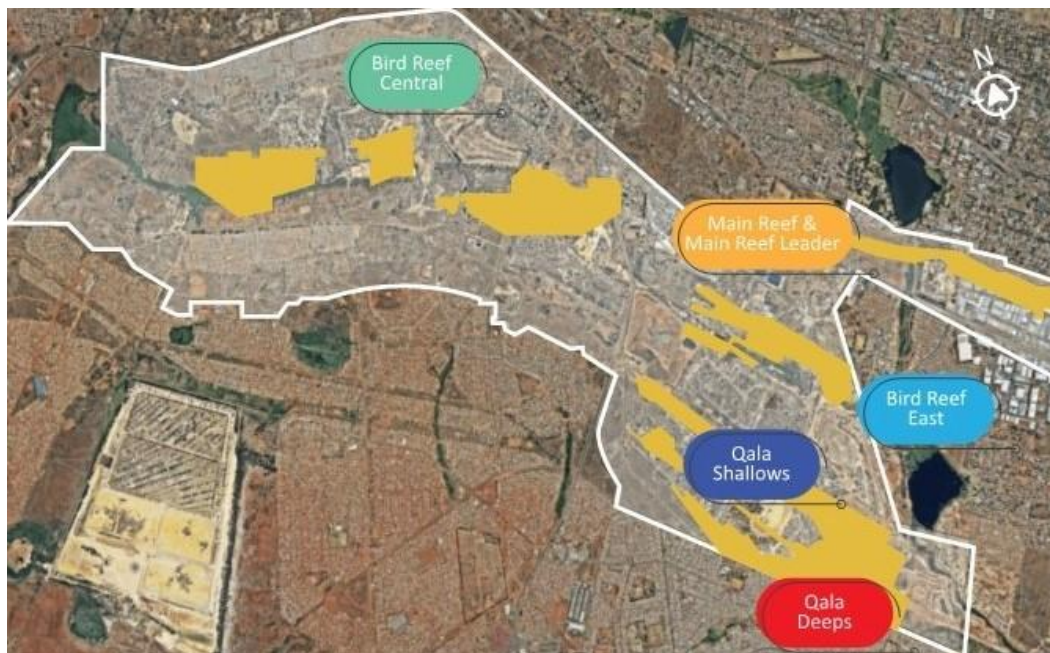 Bird Reef
Central
N
Main Reef &
Main Reef Leader
Bird Reef
East
Qala
Shallows
Qala
Deeps